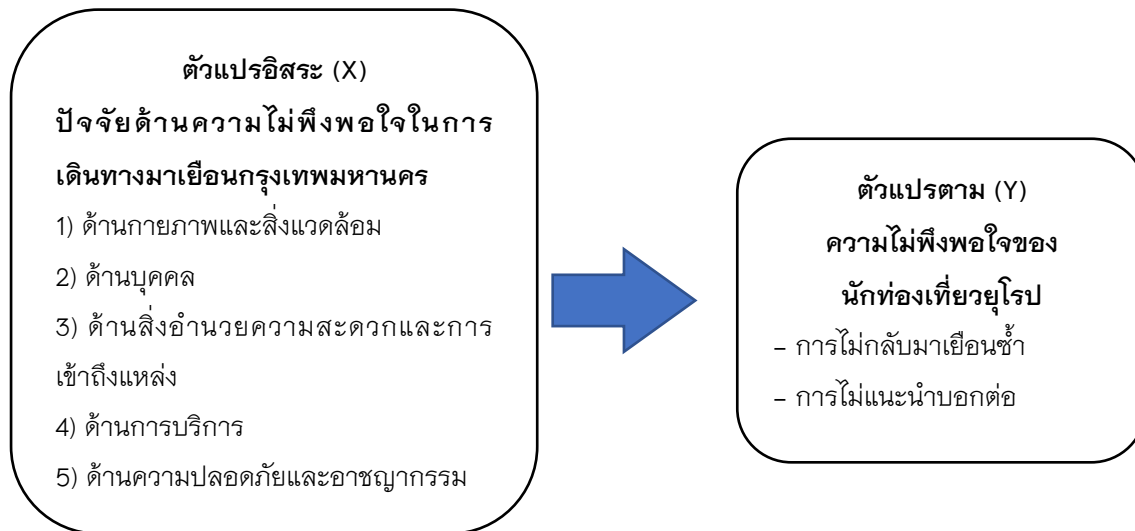 ตัวแปรอิสระ (X)
ปัจจัยด้านความไม่พึงพอใจในการ
เดินทางมาเยือนกรุงเทพมหานคร
1) ด้านกายภาพและสิ่งแวดล้อม
2) ด้านบุคคล
3) ด้านสิ่งอำนวยความสะดวกและการ
เข้าถึงแหล่ง
4) ด้านการบริการ
5) ด้านความปลอดภัยและอาชญากรรม
ตัวแปรตาม (Y)
ความไม่พึงพอใจของ
นักท่องเที่ยวยุโรป
- การไม่กลับมาเยือนซ้ำ
- การไม่แนะนำบอกต่อ